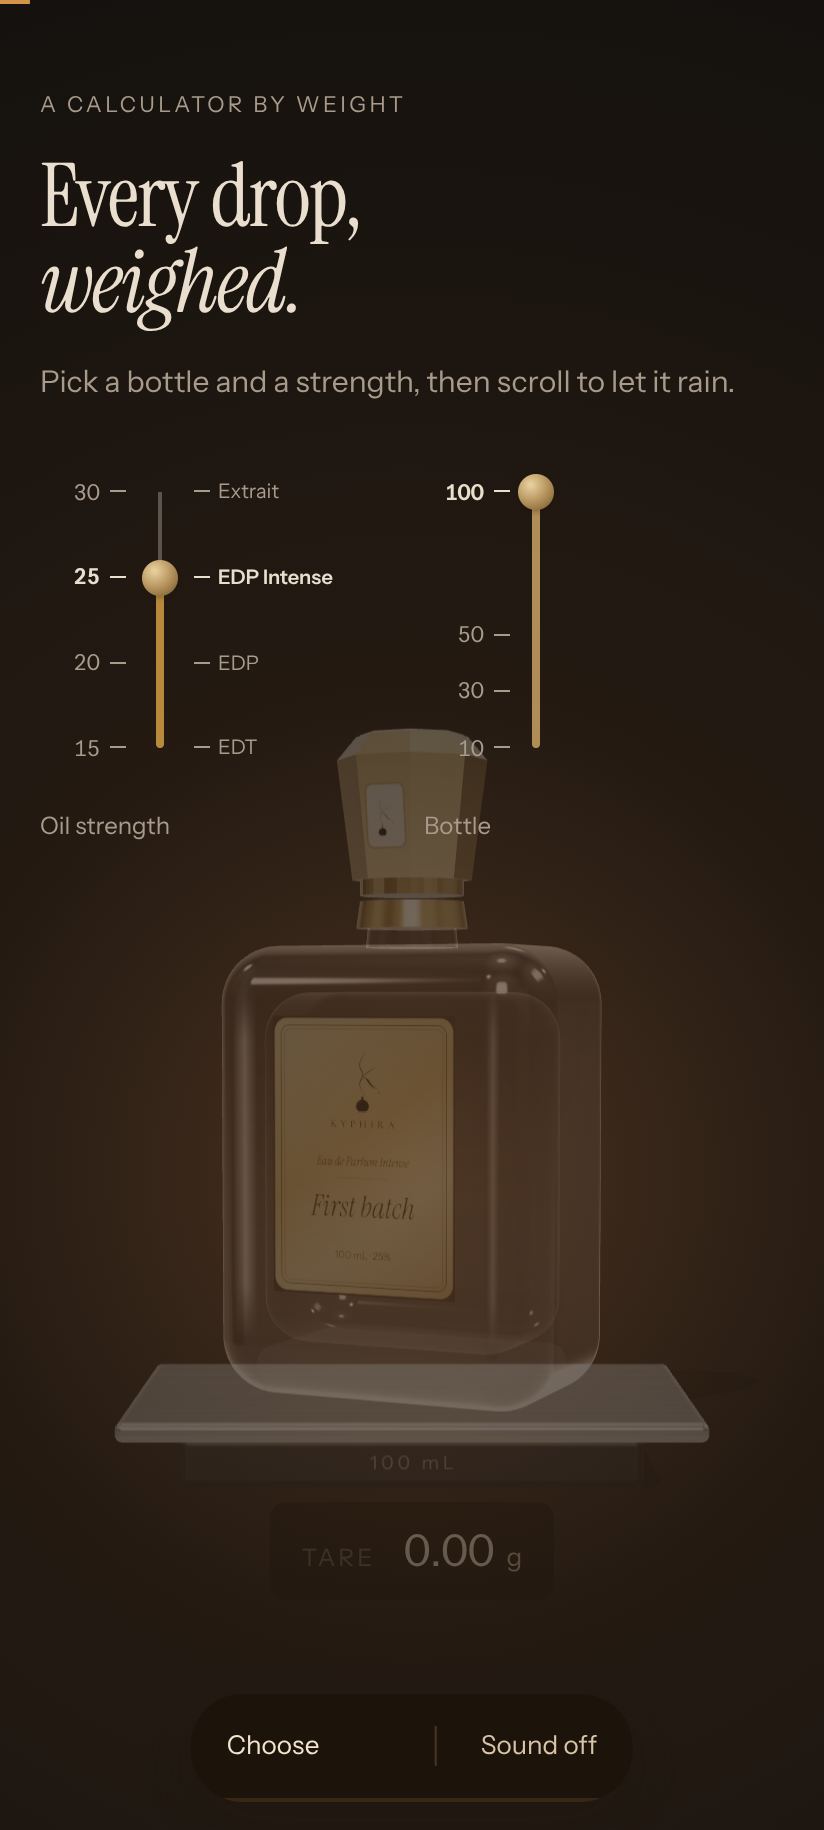 A CALCULATOR BY WEIGHT
Every drop,
weighed.
Pick a bottle and a strength, then scroll to let it rain.
30 Extrait
25 EDP Intense
20 EDP
15 EDT
Oil strength
100
50
30
10
Bottle
KYPHIRA
Eau de Parfum Intense
First batch
100 mL · 25%
100 mL
TARE 0.00 g
Choose
Sound off